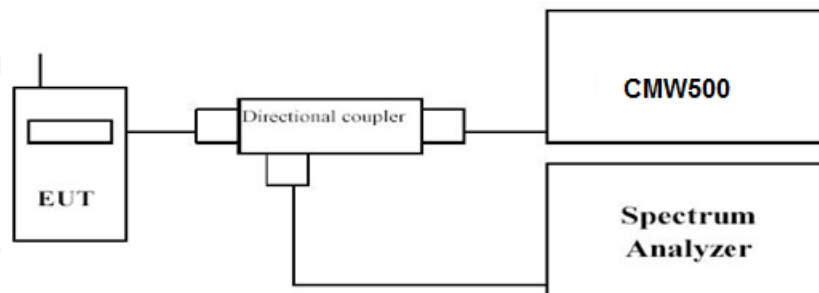 EUT
Directional coupler
CMW500
Spectrum
Analyzer